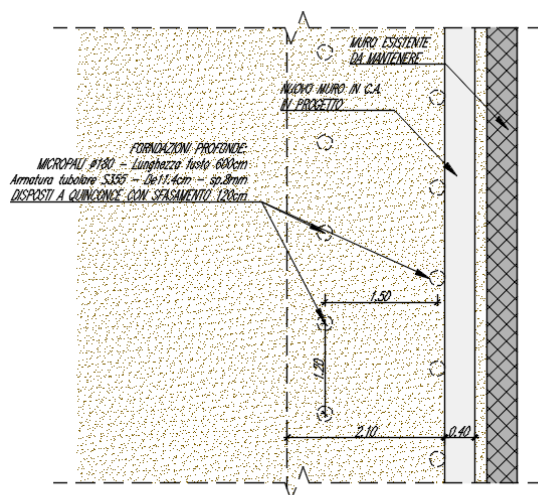 MURO ESISTENTE
DA MANTENERE
NUOVO MURO IN C.A.
IN PROGETTO
FONDAZIONI PROFONDE:
MICROPALI ø180 - Lunghezza fusto 600cm
Armatura tubolare S355 - De11.4cm - sp.8mm
DISPOSTI A QUINCONCE CON SFASAMENTO 120cm
1.50
1.20
2.10
0.40